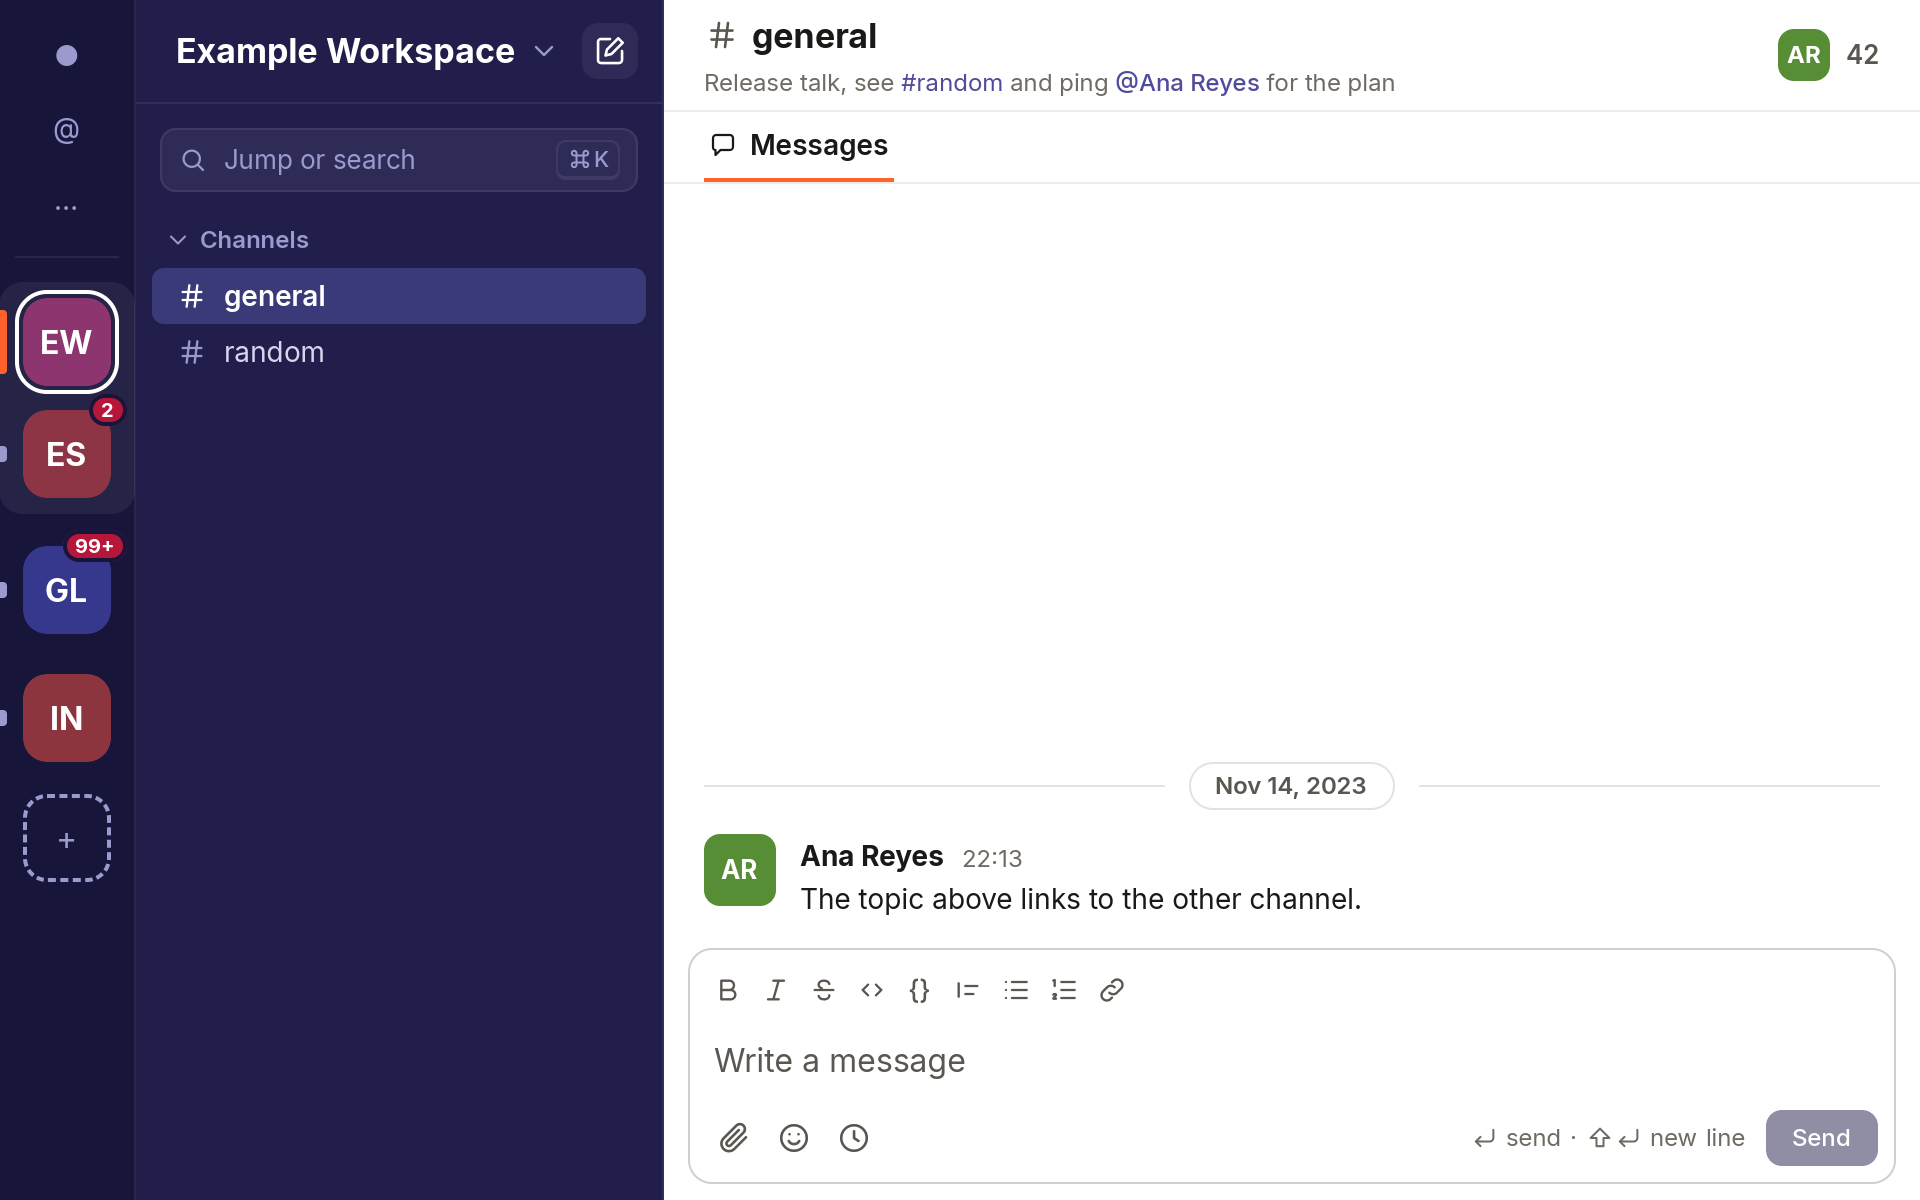 @
...
EW
2
ES
99+
GL
IN
+
Example Workspace
Jump or search
⌘K
Channels
# general
# random
# general
Release talk, see #random and ping @Ana Reyes for the plan
AR 42
Messages
Nov 14, 2023
AR
Ana Reyes 22:13
The topic above links to the other channel.
Write a message
↵ send · ⇧ ↵ new line
Send